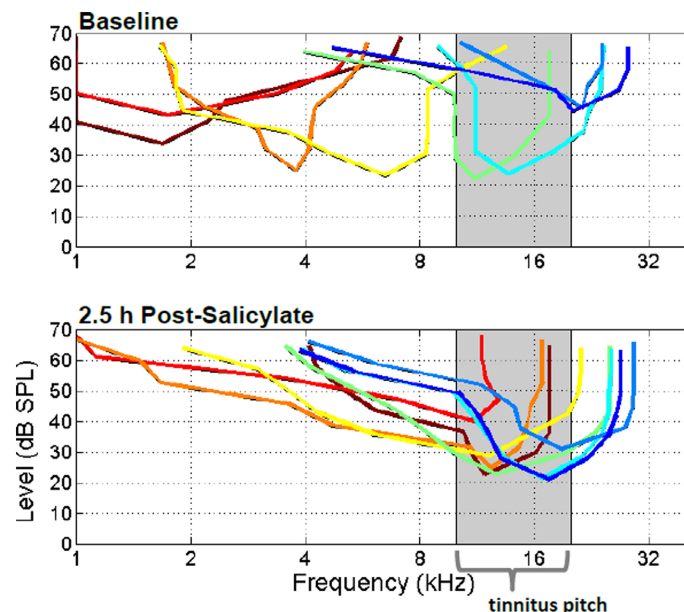 Baseline
70
60
50
40
30
20
10
0
1 2 4 8 16 32
2.5 h Post-Salicylate
70
60
50
40
30
20
10
0
Level (dB SPL)
1 2 4 8 16 32
Frequency (kHz)
tinnitus pitch